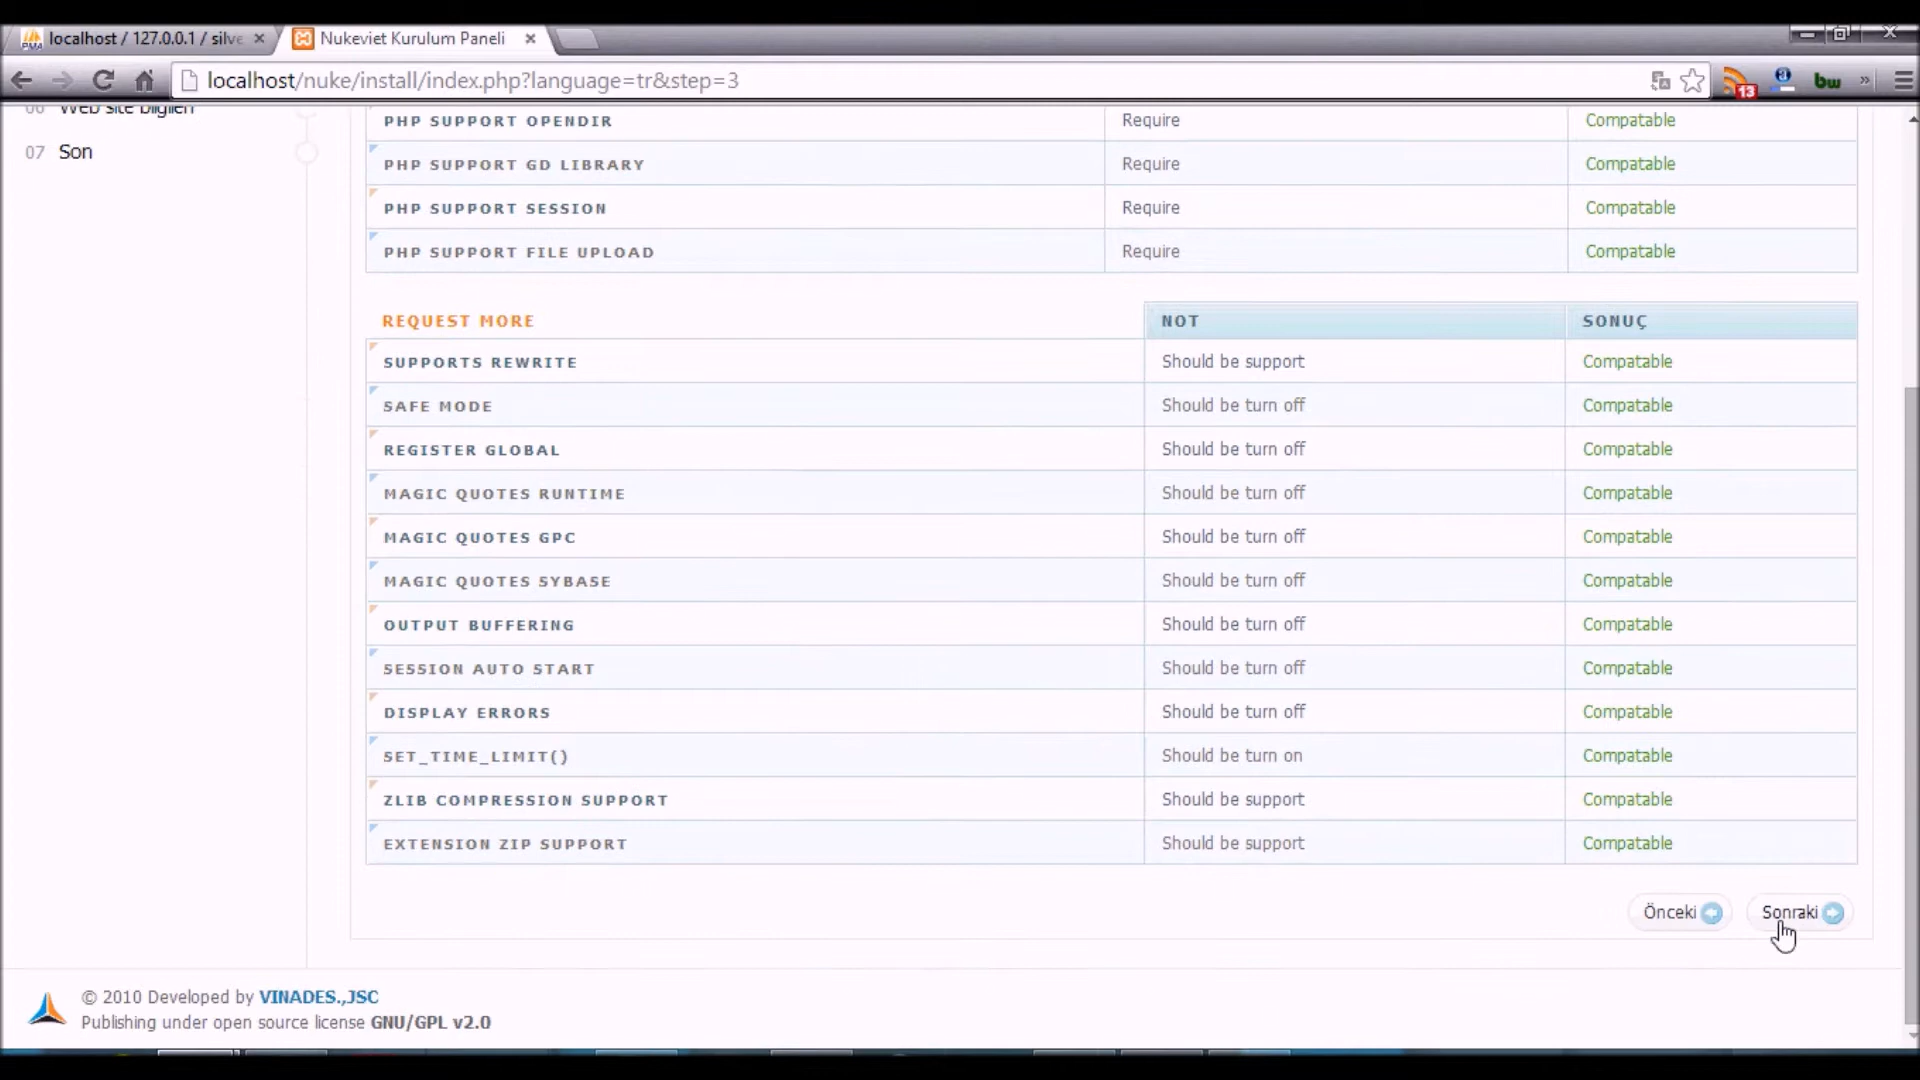 localhost / 127.0.0.1 / silve
Nukeviet Kurulum Paneli
localhost/nuke/install/index.php?language=tr&step=3
13
bw
06 Web site bilgileri
07 Son
PHP SUPPORT OPENDIR Require Compatable
PHP SUPPORT GD LIBRARY Require Compatable
PHP SUPPORT SESSION Require Compatable
PHP SUPPORT FILE UPLOAD Require Compatable
REQUEST MORE NOT SONUÇ
SUPPORTS REWRITE Should be support Compatable
SAFE MODE Should be turn off Compatable
REGISTER GLOBAL Should be turn off Compatable
MAGIC QUOTES RUNTIME Should be turn off Compatable
MAGIC QUOTES GPC Should be turn off Compatable
MAGIC QUOTES SYBASE Should be turn off Compatable
OUTPUT BUFFERING Should be turn off Compatable
SESSION AUTO START Should be turn off Compatable
DISPLAY ERRORS Should be turn off Compatable
SET_TIME_LIMIT() Should be turn on Compatable
ZLIB COMPRESSION SUPPORT Should be support Compatable
EXTENSION ZIP SUPPORT Should be support Compatable
Önceki Sonraki
© 2010 Developed by VINADES.,JSC
Publishing under open source license GNU/GPL v2.0